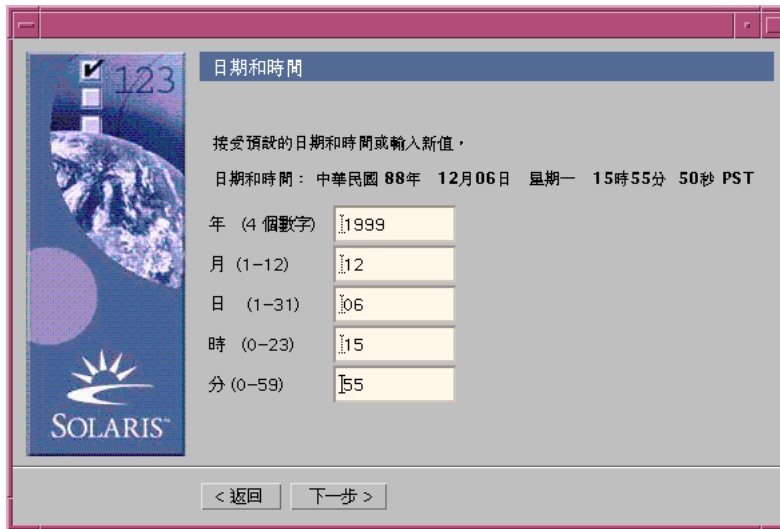 123
日期和時間
接受預設的日期和時間或輸入新值，
日期和時間： 中華民國 88年 12月06日 星期一 15時55分 50秒 PST
年 (4 個數字) 1999
月 (1-12) 12
日 (1-31) 06
時 (0-23) 15
分 (0-59) 55
SOLARIS™
< 返回
下一步 >